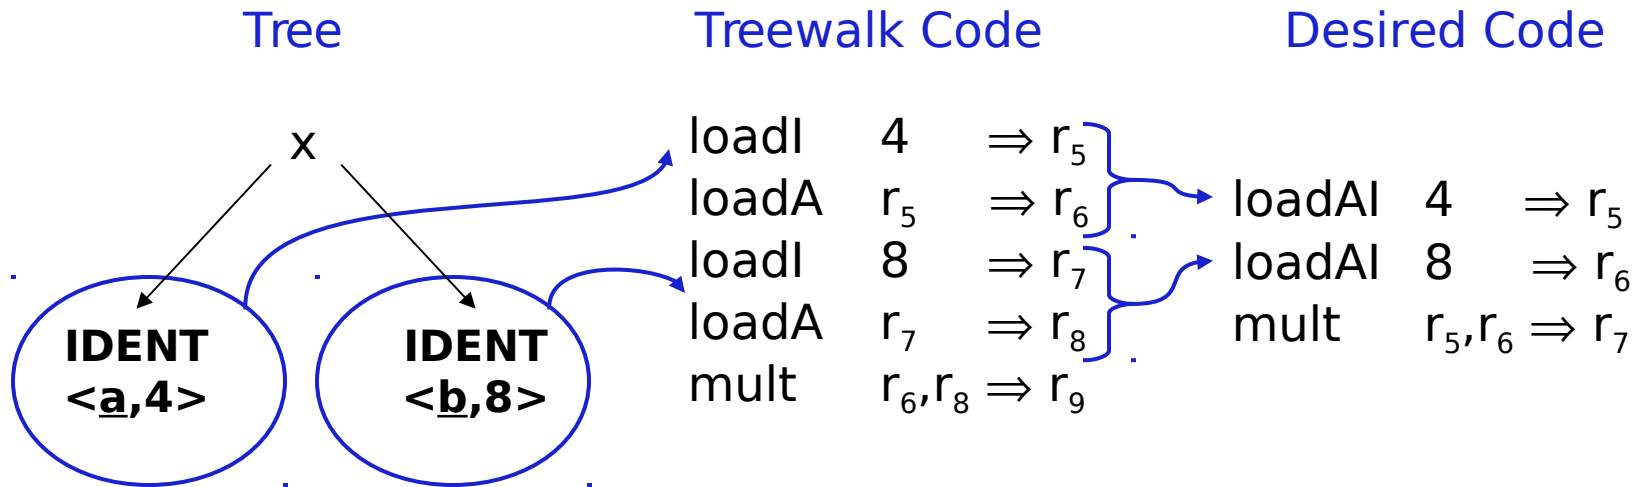 Tree
x
IDENT
<a,4>
IDENT
<b,8>
Treewalk Code
loadI 4 ⇒ r₅
loadA r₅ ⇒ r₆
loadI 8 ⇒ r₇
loadA r₇ ⇒ r₈
mult r₆,r₈ ⇒ r₉
Desired Code
loadAI 4 ⇒ r₅
loadAI 8 ⇒ r₆
mult r₅,r₆ ⇒ r₇